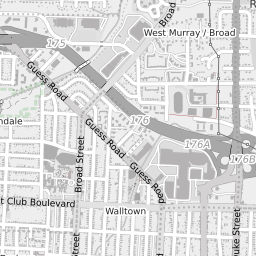 Broad
West Murray / Broad
175
Guess Road
176
176A
176B
Guess Road
Broad Street
Guess Road
t Club Boulevard
Walltown
uke Street
ndale
R